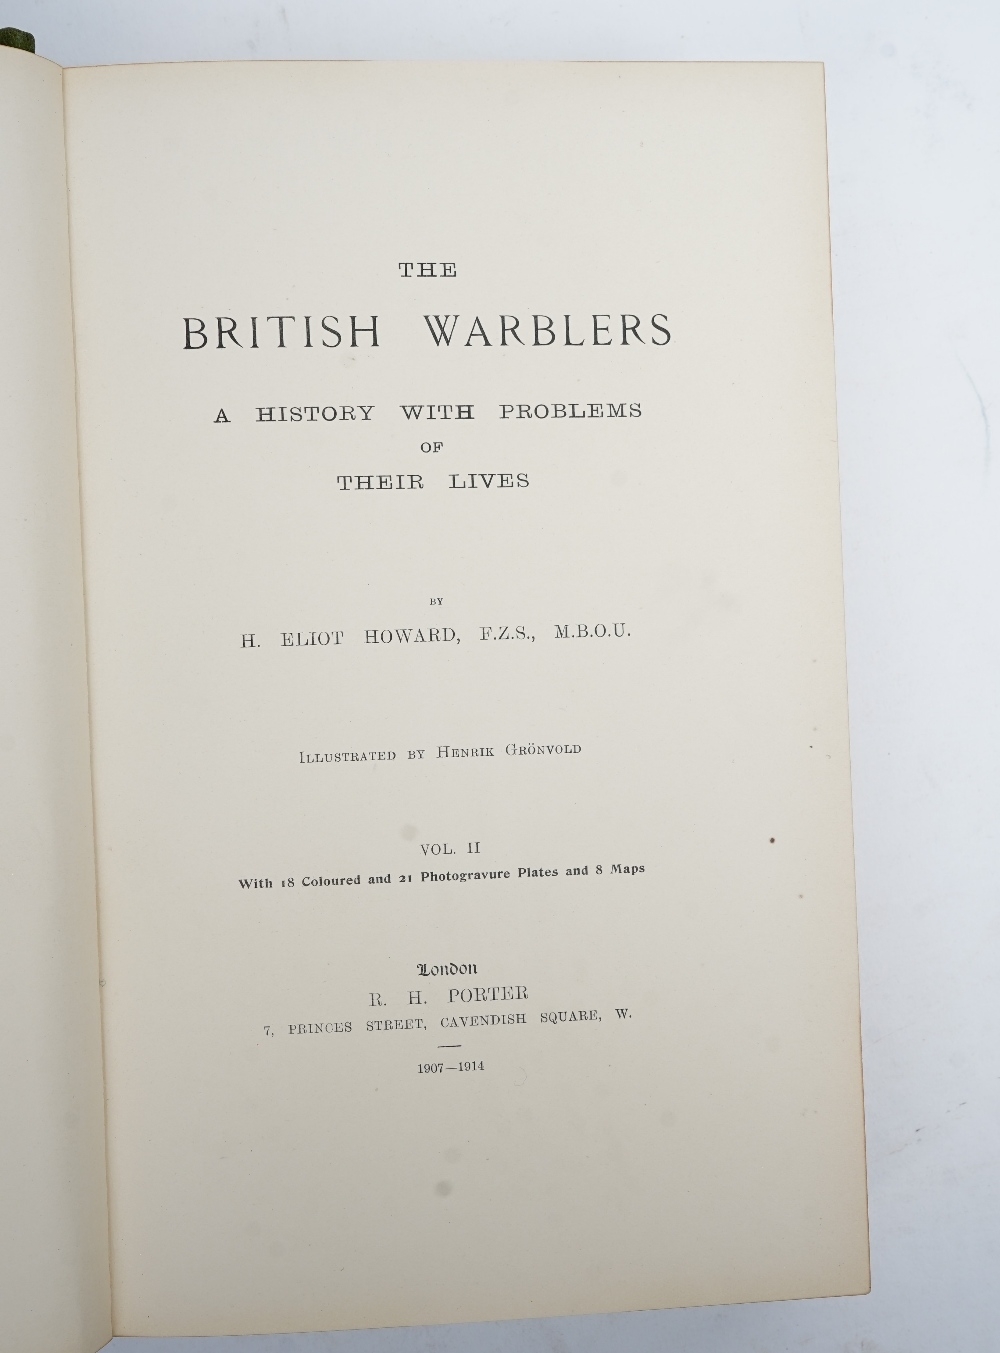 THE
BRITISH WARBLERS
A HISTORY WITH PROBLEMS
OF
THEIR LIVES
BY
H. ELIOT HOWARD, F.Z.S., M.B.O.U.
ILLUSTRATED BY HENRIK GRÖNVOLD
VOL. II
With 18 Coloured and 21 Photogravure Plates and 8 Maps
London
R. H. PORTER
7, PRINCES STREET, CAVENDISH SQUARE, W.
1907—1914